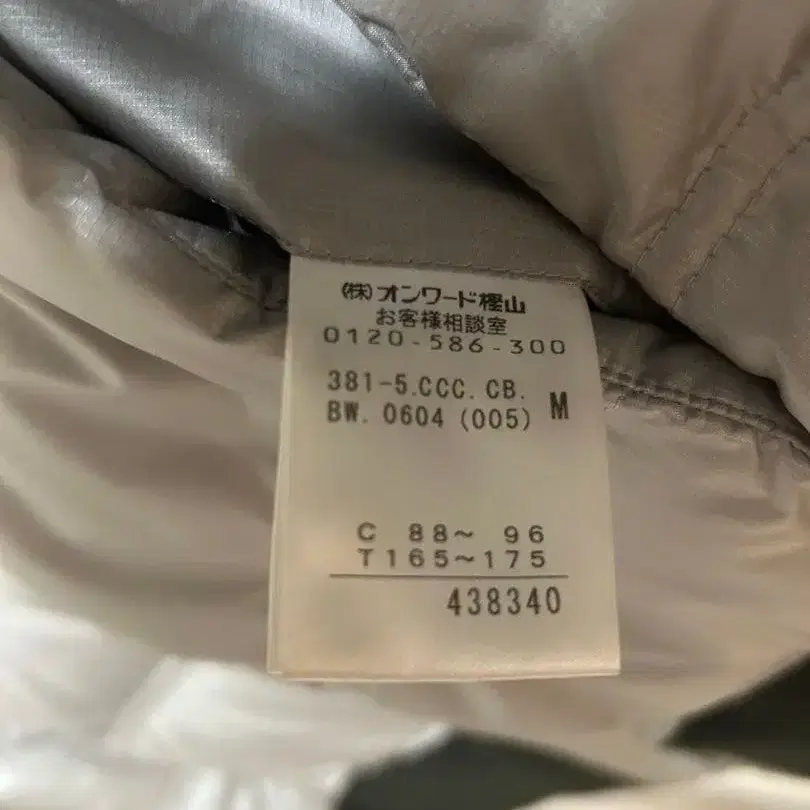 (株)オンワード樫山
お客様相談室
0120-586-300
381-5.CCC.CB.
BW.0604(005) M
C 88～ 96
T165～175
438340